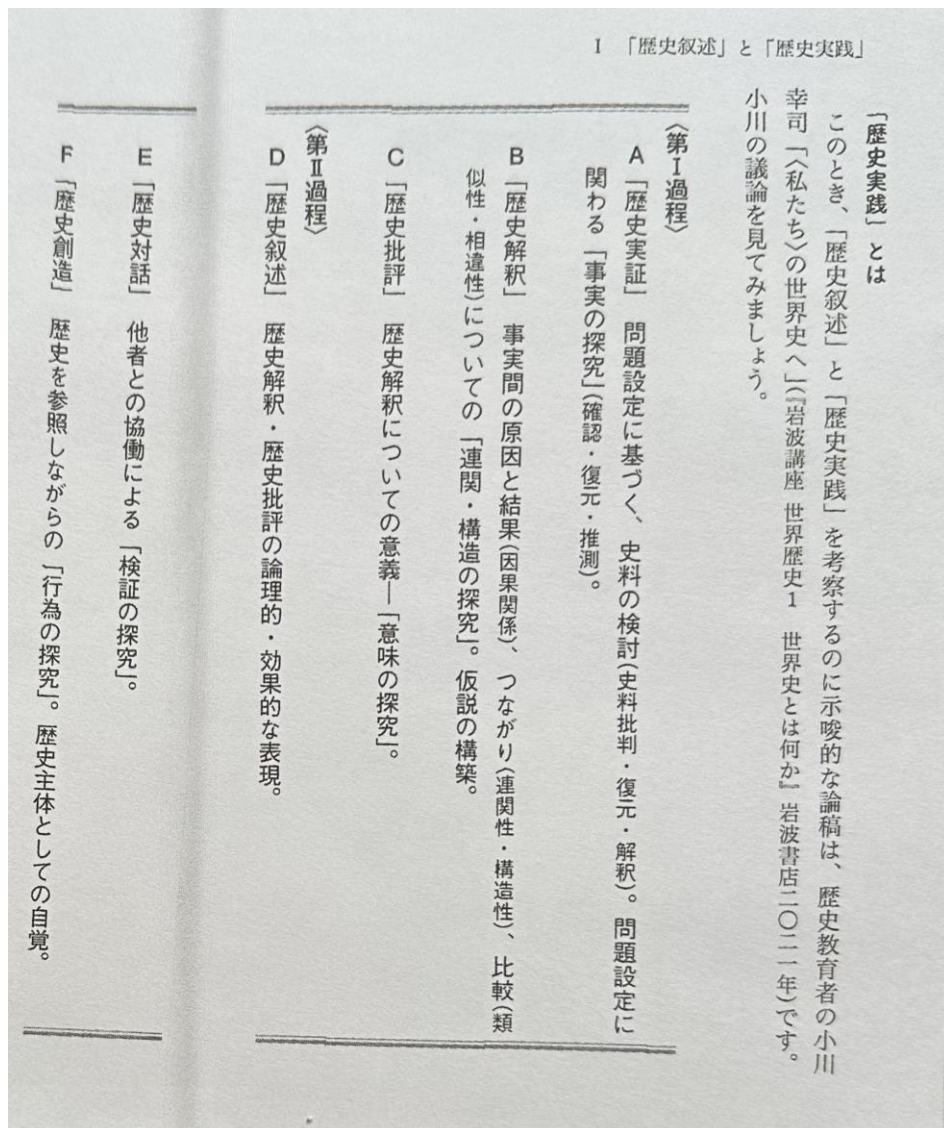 Ⅰ 「歴史叙述」と「歴史実践」
「歴史実践」とは
このとき、「歴史叙述」と「歴史実践」を考察するのに示唆的な論稿は、歴史教育者の小川
幸司「〈私たち〉の世界史へ」(『岩波講座 世界歴史1 世界史とは何か』岩波書店二〇二一年)です。
小川の議論を見てみましょう。
〈第Ⅰ過程〉
A 「歴史実証」 問題設定に基づく、史料の検討(史料批判・復元・解釈)。問題設定に
関わる「事実の探究」(確認・復元・推測)。
B 「歴史解釈」 事実間の原因と結果(因果関係)、つながり(連関性・構造性)、比較(類
似性・相違性)についての「連関・構造の探究」。仮説の構築。
C 「歴史批評」 歴史解釈についての意義―「意味の探究」。
〈第Ⅱ過程〉
D 「歴史叙述」 歴史解釈・歴史批評の論理的・効果的な表現。
E 「歴史対話」 他者との協働による「検証の探究」。
F 「歴史創造」 歴史を参照しながらの「行為の探究」。歴史主体としての自覚。